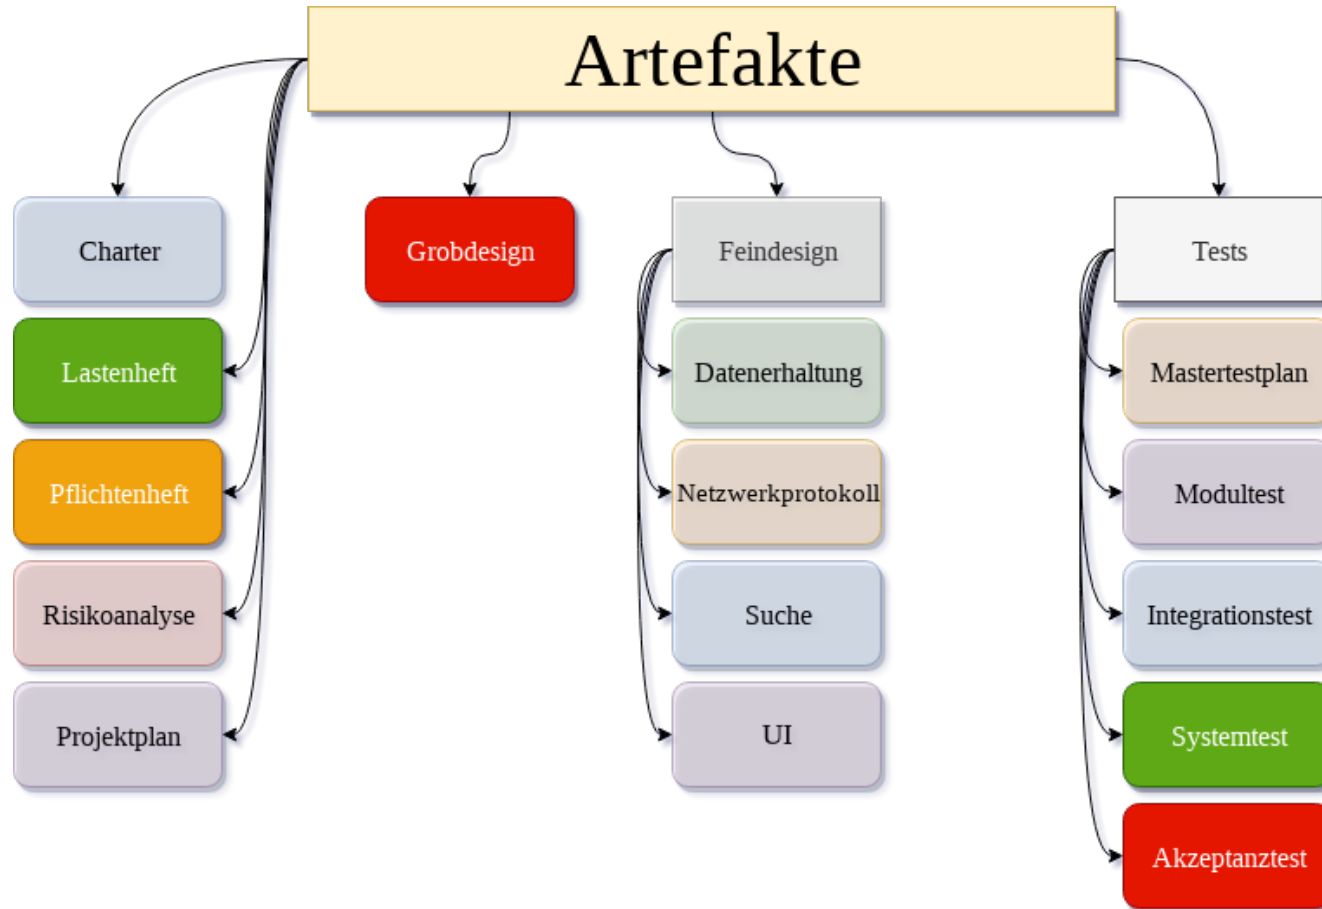 Artefakte
Charter
Lastenheft
Pflichtenheft
Risikoanalyse
Projektplan
Grobdesign
Feindesign
Datenerhaltung
Netzwerkprotokoll
Suche
UI
Tests
Mastertestplan
Modultest
Integrationstest
Systemtest
Akzeptanztest